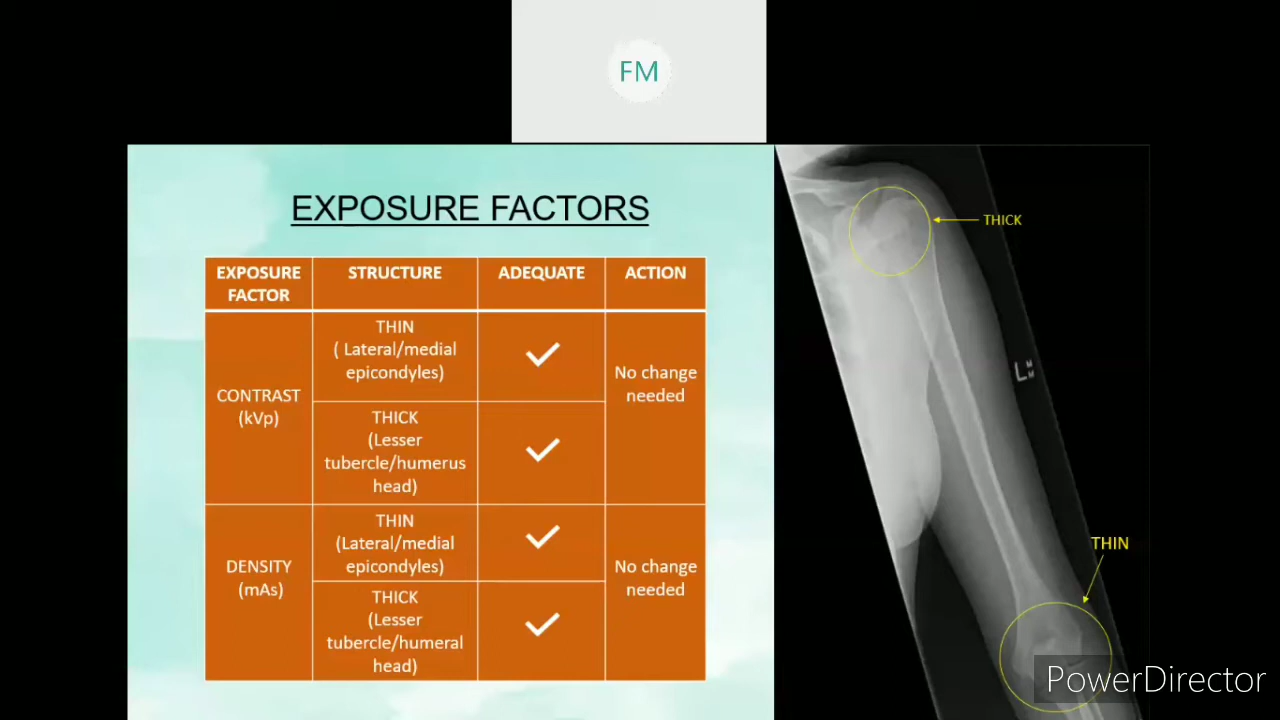 FM
EXPOSURE FACTORS
EXPOSURE
FACTOR
STRUCTURE
ADEQUATE
ACTION
CONTRAST
(kVp)
THIN
( Lateral/medial
epicondyles)
No change
needed
THICK
(Lesser
tubercle/humerus
head)
DENSITY
(mAs)
THIN
(Lateral/medial
epicondyles)
No change
needed
THICK
(Lesser
tubercle/humeral
head)
THICK
L
THIN
PowerDirector